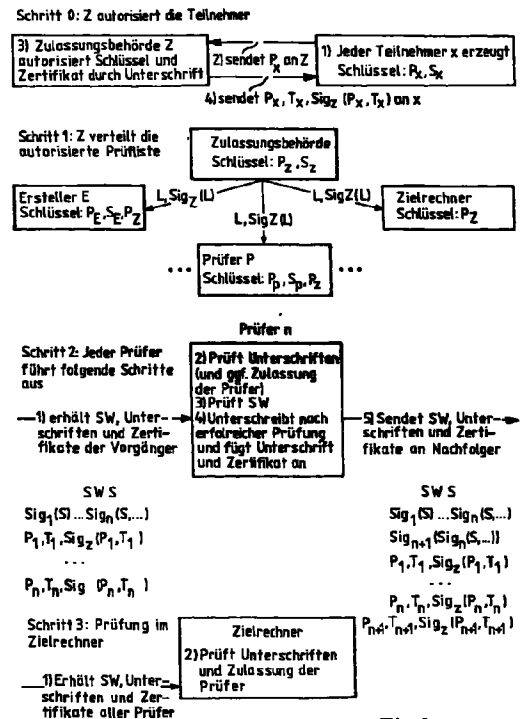 Schritt 0: Z autorisiert die Teilnehmer
3) Zulassungsbehörde Z
autorisiert Schlüssel und
Zertifikat durch Unterschrift
2) sendet Px an Z
1) Jeder Teilnehmer x erzeugt
Schlüssel: Px, Sx
4) sendet Px, Tx, Sigz (Px, Tx) an x
Schritt 1: Z verteilt die
autorisierte Prüfliste
Zulassungsbehörde
Schlüssel: Pz, Sz
Ersteller E
Schlüssel: PE, SE, PZ
L, SigZ(L)
L, SigZ(L)
L, SigZ(L)
Zielrechner
Schlüssel: PZ
...
Prüfer P
Schlüssel: Pp, Sp, Pz
...
Prüfer n
Schritt 2: Jeder Prüfer
führt folgende Schritte
aus
2) Prüft Unterschriften
(und ggf. Zulassung
der Prüfer)
3) Prüft SW
4) Unterschreibt nach
erfolreicher Prüfung
und fügt Unterschrift
und Zertifikat an
1) erhält SW, Unter-
schriften und Zerti-
fikate der Vorgänger
5) Sendet SW, Unter-
schriften und Zerti-
fikate an Nachfolger
SW S
Sig1(S) ... Sign(S,...)
P1, T1, Sigz (P1, T1)
...
Pn, Tn, Sig (Pn, Tn)
SW S
Sig1(S) ... Sign(S,...)
Sign+1(Sign(S,...))
P1, T1, Sigz (P1, T1)
...
Pn, Tn, Sigz (Pn, Tn)
Pn+1, Tn+1, Sigz (Pn+1, Tn+1)
Schritt 3: Prüfung im
Zielrechner
Zielrechner
2) Prüft Unterschriften
und Zulassung der
Prüfer
1) Erhält SW, Unter-
schriften und Zer-
tifikate aller Prüfer